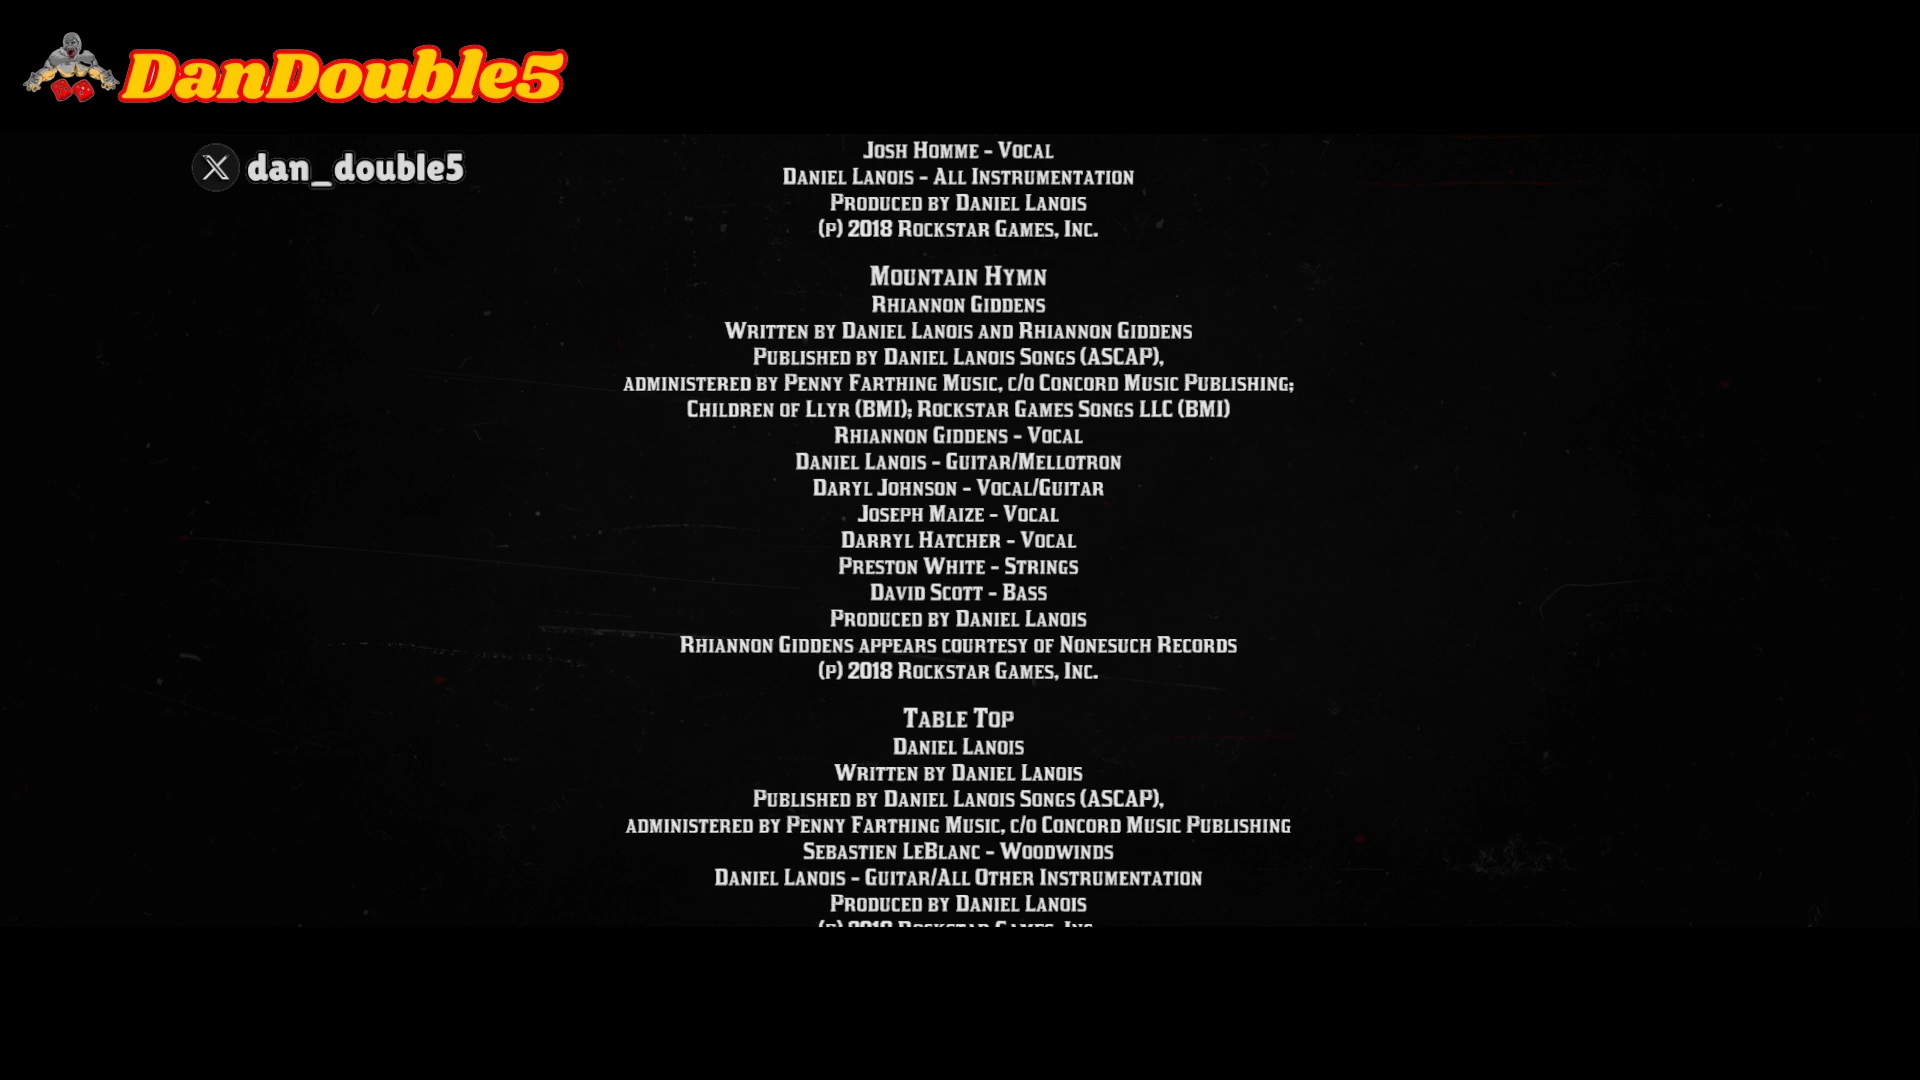 DanDouble5
dan_double5
Josh Homme - Vocal
Daniel Lanois - All Instrumentation
Produced by Daniel Lanois
(P) 2018 Rockstar Games, Inc.
Mountain Hymn
Rhiannon Giddens
Written by Daniel Lanois and Rhiannon Giddens
Published by Daniel Lanois Songs (ASCAP),
administered by Penny Farthing Music, c/o Concord Music Publishing;
Children of Llyr (BMI); Rockstar Games Songs LLC (BMI)
Rhiannon Giddens - Vocal
Daniel Lanois - Guitar/Mellotron
Daryl Johnson - Vocal/Guitar
Joseph Maize - Vocal
Darryl Hatcher - Vocal
Preston White - Strings
David Scott - Bass
Produced by Daniel Lanois
Rhiannon Giddens appears courtesy of Nonesuch Records
(P) 2018 Rockstar Games, Inc.
Table Top
Daniel Lanois
Written by Daniel Lanois
Published by Daniel Lanois Songs (ASCAP),
administered by Penny Farthing Music, c/o Concord Music Publishing
Sebastien LeBlanc - Woodwinds
Daniel Lanois - Guitar/All Other Instrumentation
Produced by Daniel Lanois
(P) 2018 Rockstar Games, Inc.